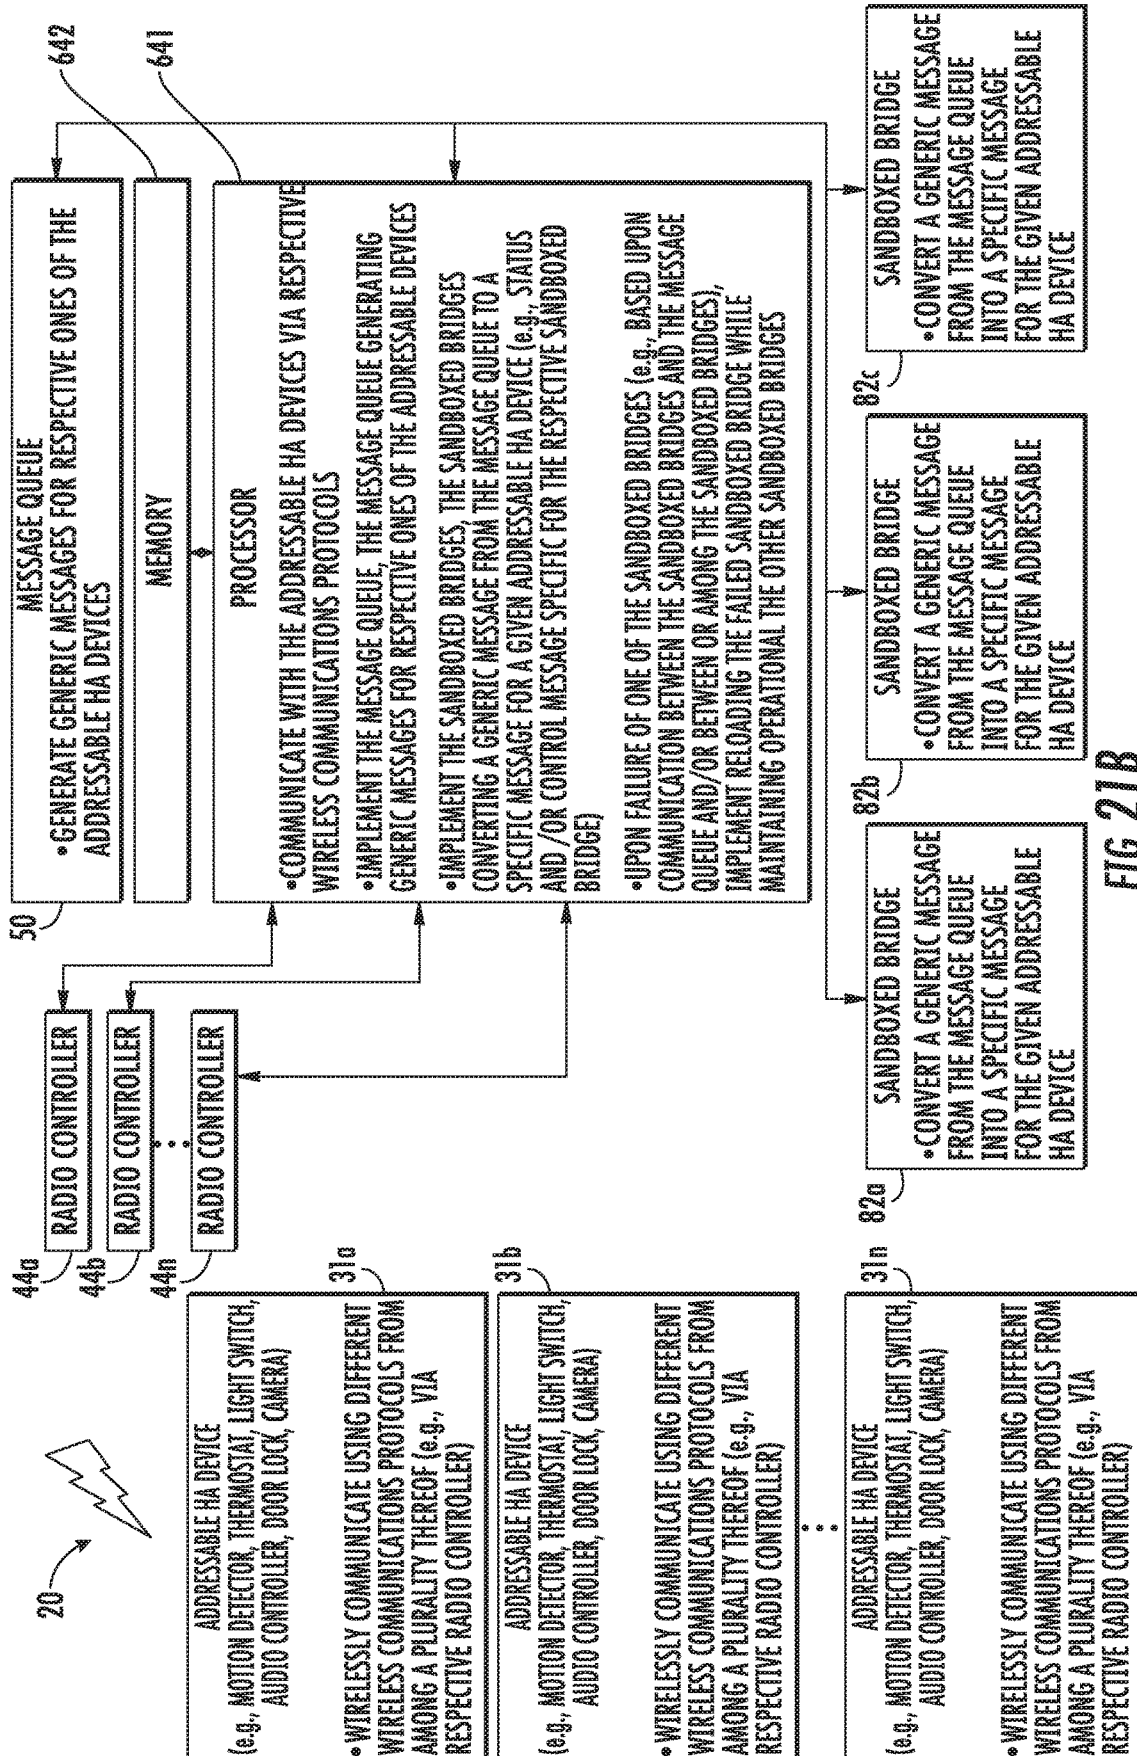 20
ADDRESSABLE HA DEVICE
(e.g., MOTION DETECTOR, THERMOSTAT, LIGHT SWITCH,
AUDIO CONTROLLER, DOOR LOCK, CAMERA)
• WIRELESSLY COMMUNICATE USING DIFFERENT
WIRELESS COMMUNICATIONS PROTOCOLS FROM
AMONG A PLURALITY THEREOF (e.g., VIA
RESPECTIVE RADIO CONTROLLER)
31a
ADDRESSABLE HA DEVICE
(e.g., MOTION DETECTOR, THERMOSTAT, LIGHT SWITCH,
AUDIO CONTROLLER, DOOR LOCK, CAMERA)
• WIRELESSLY COMMUNICATE USING DIFFERENT
WIRELESS COMMUNICATIONS PROTOCOLS FROM
AMONG A PLURALITY THEREOF (e.g., VIA
RESPECTIVE RADIO CONTROLLER)
31b
ADDRESSABLE HA DEVICE
(e.g., MOTION DETECTOR, THERMOSTAT, LIGHT SWITCH,
AUDIO CONTROLLER, DOOR LOCK, CAMERA)
• WIRELESSLY COMMUNICATE USING DIFFERENT
WIRELESS COMMUNICATIONS PROTOCOLS FROM
AMONG A PLURALITY THEREOF (e.g., VIA
RESPECTIVE RADIO CONTROLLER)
31n
44a
RADIO CONTROLLER
44b
RADIO CONTROLLER
44n
RADIO CONTROLLER
50
MESSAGE QUEUE
• GENERATE GENERIC MESSAGES FOR RESPECTIVE ONES OF THE
ADDRESSABLE HA DEVICES
MEMORY
642
PROCESSOR
641
• COMMUNICATE WITH THE ADDRESSABLE HA DEVICES VIA RESPECTIVE
WIRELESS COMMUNICATIONS PROTOCOLS
• IMPLEMENT THE MESSAGE QUEUE, THE MESSAGE QUEUE GENERATING
GENERIC MESSAGES FOR RESPECTIVE ONES OF THE ADDRESSABLE DEVICES
• IMPLEMENT THE SANDBOXED BRIDGES, THE SANDBOXED BRIDGES
CONVERTING A GENERIC MESSAGE FROM THE MESSAGE QUEUE TO A
SPECIFIC MESSAGE FOR A GIVEN ADDRESSABLE HA DEVICE (e.g., STATUS
AND /OR CONTROL MESSAGE SPECIFIC FOR THE RESPECTIVE SANDBOXED
BRIDGE)
• UPON FAILURE OF ONE OF THE SANDBOXED BRIDGES (e.g., BASED UPON
COMMUNICATION BETWEEN THE SANDBOXED BRIDGES AND THE MESSAGE
QUEUE AND/OR BETWEEN OR AMONG THE SANDBOXED BRIDGES),
IMPLEMENT RELOADING THE FAILED SANDBOXED BRIDGE WHILE
MAINTAINING OPERATIONAL THE OTHER SANDBOXED BRIDGES
82a
SANDBOXED BRIDGE
• CONVERT A GENERIC MESSAGE
FROM THE MESSAGE QUEUE
INTO A SPECIFIC MESSAGE
FOR THE GIVEN ADDRESSABLE
HA DEVICE
82b
SANDBOXED BRIDGE
• CONVERT A GENERIC MESSAGE
FROM THE MESSAGE QUEUE
INTO A SPECIFIC MESSAGE
FOR THE GIVEN ADDRESSABLE
HA DEVICE
82c
SANDBOXED BRIDGE
• CONVERT A GENERIC MESSAGE
FROM THE MESSAGE QUEUE
INTO A SPECIFIC MESSAGE
FOR THE GIVEN ADDRESSABLE
HA DEVICE
FIG 21B